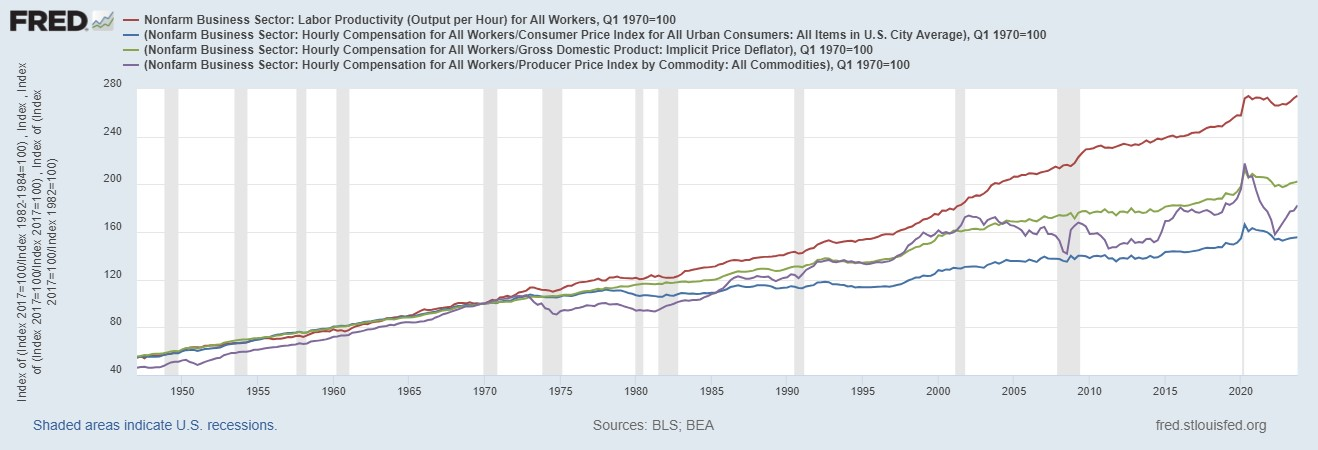 FRED
Nonfarm Business Sector: Labor Productivity (Output per Hour) for All Workers, Q1 1970=100
(Nonfarm Business Sector: Hourly Compensation for All Workers/Consumer Price Index for All Urban Consumers: All Items in U.S. City Average), Q1 1970=100
(Nonfarm Business Sector: Hourly Compensation for All Workers/Gross Domestic Product: Implicit Price Deflator), Q1 1970=100
(Nonfarm Business Sector: Hourly Compensation for All Workers/Producer Price Index by Commodity: All Commodities), Q1 1970=100
Index of (Index 2017=100/Index 1982-1984=100) , Index , Index
of (Index 2017=100/Index 2017=100) , Index of (Index
2017=100/Index 1982=100)
280
240
200
160
120
80
40
1950 1955 1960 1965 1970 1975 1980 1985 1990 1995 2000 2005 2010 2015 2020
Shaded areas indicate U.S. recessions.
Sources: BLS; BEA
fred.stlouisfed.org